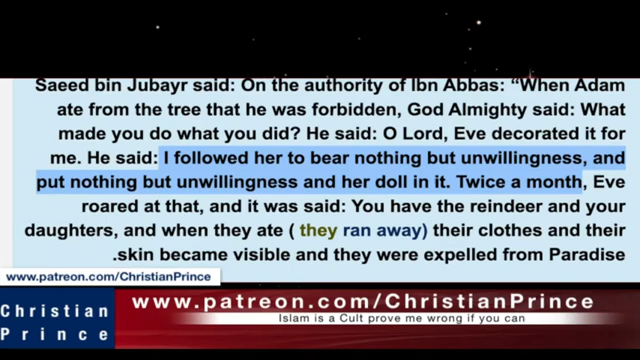 Saeed bin Jubayr said: On the authority of Ibn Abbas: “When Adam
ate from the tree that he was forbidden, God Almighty said: What
made you do what you did? He said: O Lord, Eve decorated it for
me. He said: I followed her to bear nothing but unwillingness, and
put nothing but unwillingness and her doll in it. Twice a month, Eve
roared at that, and it was said: You have the reindeer and your
daughters, and when they ate ( they ran away) their clothes and their
.skin became visible and they were expelled from Paradise
www.patreon.com/ChristianPrince
Christian
Prince
www.patreon.com/ChristianPrince
Islam is a Cult prove me wrong if you can